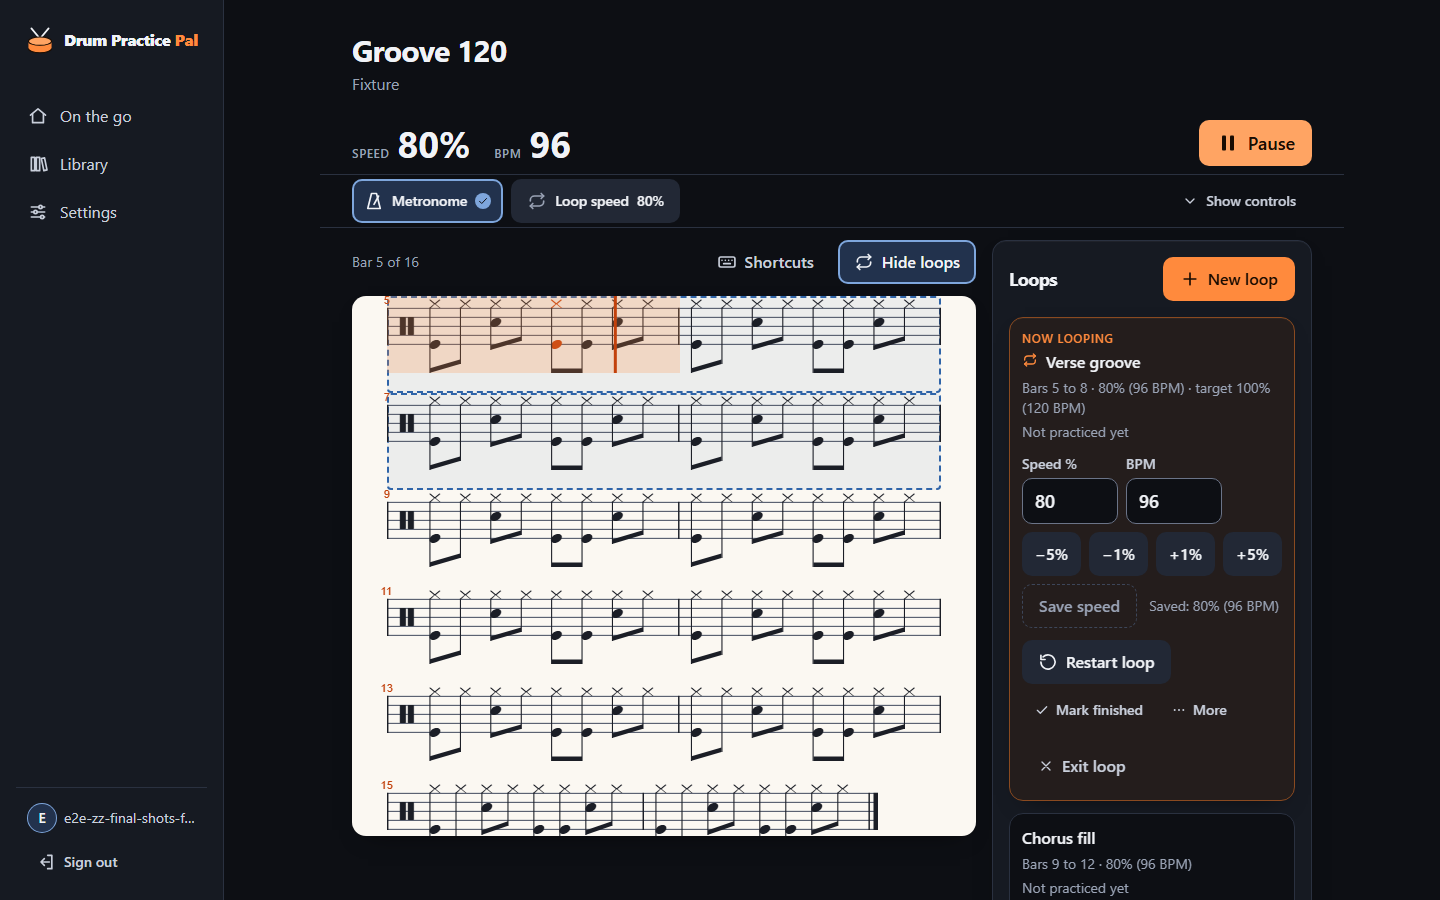 Drum Practice Pal
On the go
Library
Settings
E
e2e-zz-final-shots-f...
Sign out
Groove 120
Fixture
SPEED 80% BPM 96
Pause
Metronome
Loop speed 80%
Show controls
Bar 5 of 16
Shortcuts
Hide loops
5
7
9
11
13
15
Loops
New loop
NOW LOOPING
Verse groove
Bars 5 to 8 · 80% (96 BPM) · target 100%
(120 BPM)
Not practiced yet
Speed % BPM
80 96
−5% −1% +1% +5%
Save speed Saved: 80% (96 BPM)
Restart loop
Mark finished ··· More
Exit loop
Chorus fill
Bars 9 to 12 · 80% (96 BPM)
Not practiced yet